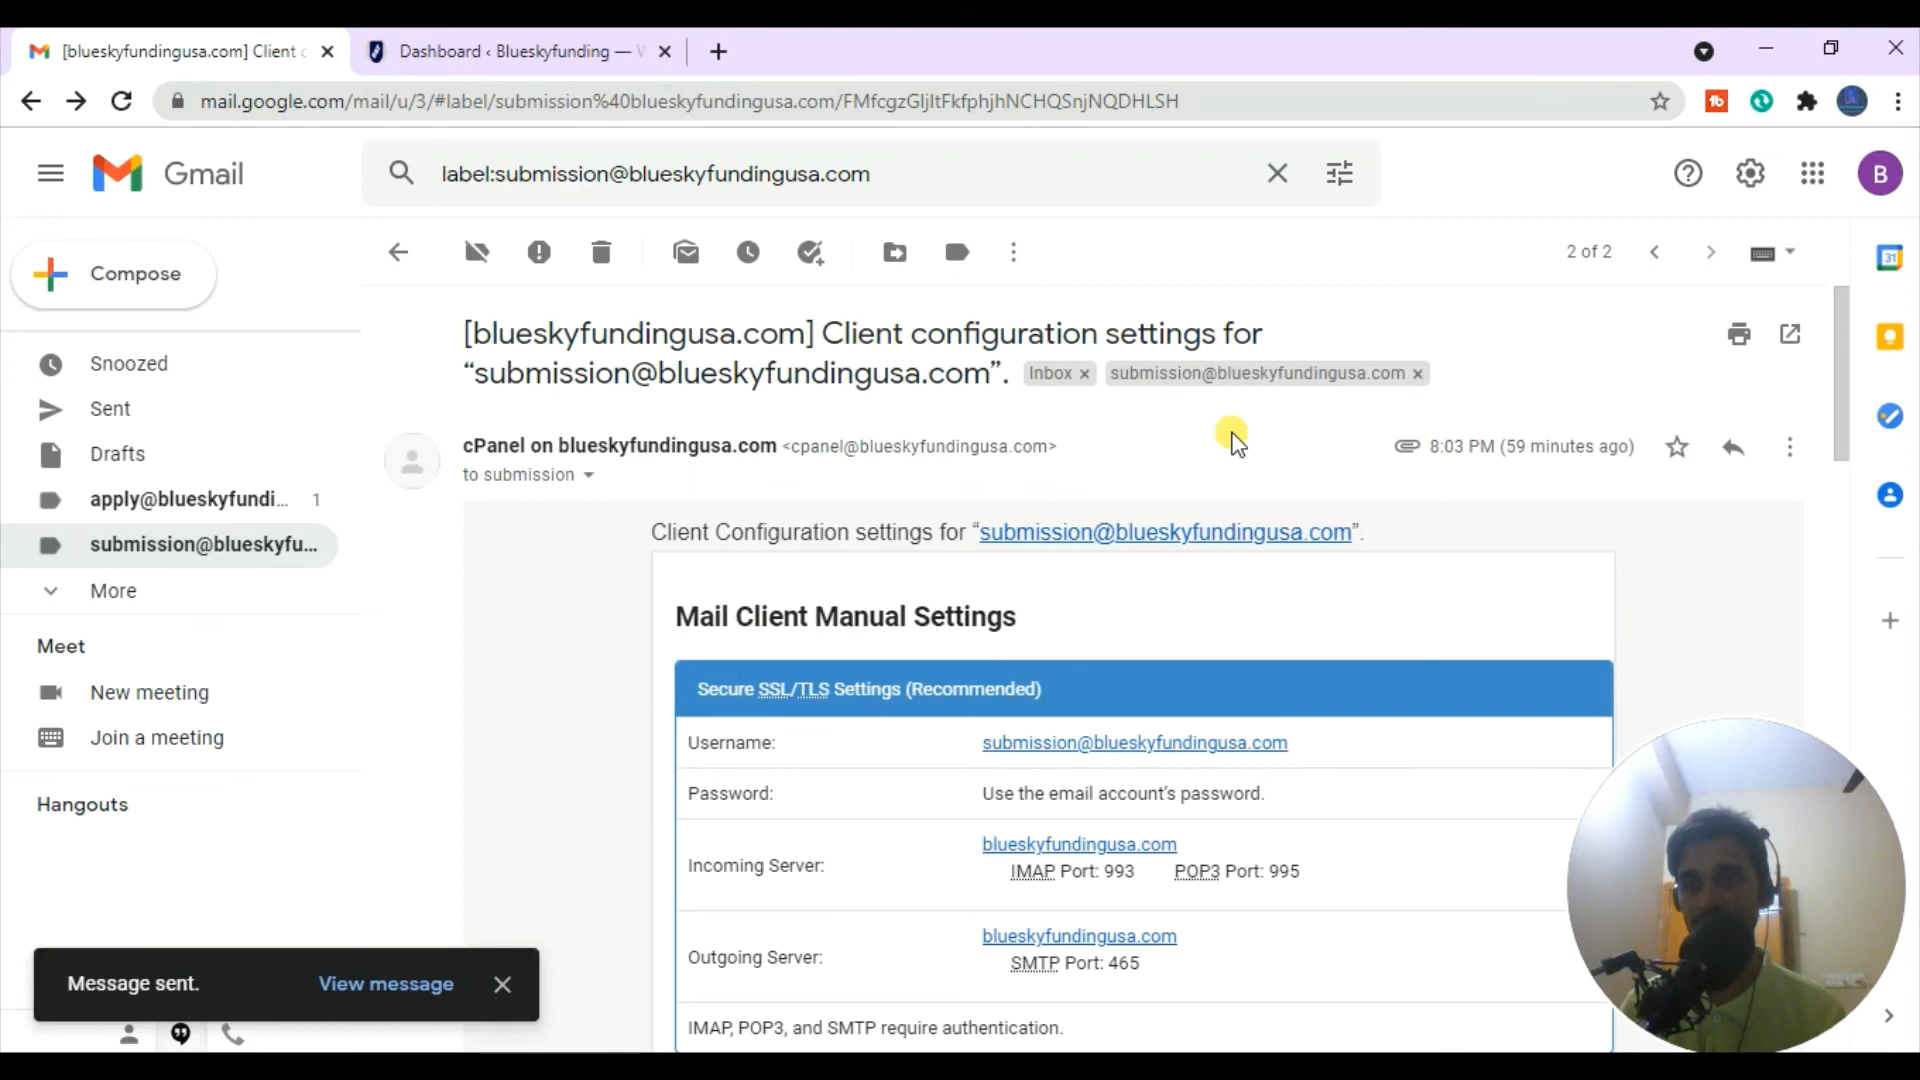 [blueskyfundingusa.com] Client c
Dashboard ‹ Blueskyfunding — W
mail.google.com/mail/u/3/#label/submission%40blueskyfundingusa.com/FMfcgzGljltFkfphjhNCHQSnjNQDHLSH
Gmail
label:submission@blueskyfundingusa.com
B
Compose
2 of 2
31
[blueskyfundingusa.com] Client configuration settings for
“submission@blueskyfundingusa.com”.
Inbox ×
submission@blueskyfundingusa.com ×
Snoozed
Sent
Drafts
apply@blueskyfundi... 1
submission@blueskyfu...
More
Meet
New meeting
Join a meeting
Hangouts
cPanel on blueskyfundingusa.com <cpanel@blueskyfundingusa.com>
8:03 PM (59 minutes ago)
to submission
Client Configuration settings for “submission@blueskyfundingusa.com”.
Mail Client Manual Settings
Secure SSL/TLS Settings (Recommended)
Username: submission@blueskyfundingusa.com
Password: Use the email account’s password.
Incoming Server: blueskyfundingusa.com
IMAP Port: 993 POP3 Port: 995
Outgoing Server: blueskyfundingusa.com
SMTP Port: 465
IMAP, POP3, and SMTP require authentication.
Message sent. View message